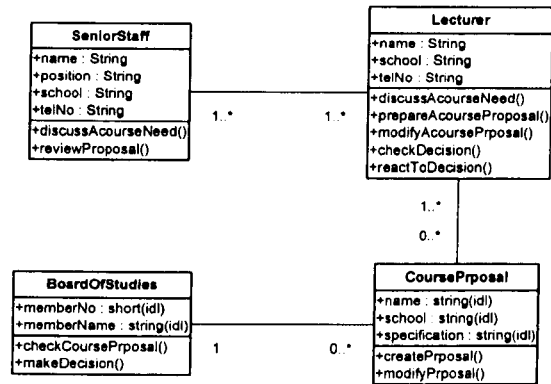 SeniorStaff
+name : String
+position : String
+school : String
+telNo : String
+discussAcourseNeed()
+reviewProposal()
1..*
1..*
Lecturer
+name : String
+school : String
+telNo : String
+discussAcourseNeed()
+prepareAcourseProposal()
+modifyAcoursePrposal()
+checkDecision()
+reactToDecision()
1..*
0..*
BoardOfStudies
+memberNo : short(idl)
+memberName : string(idl)
+checkCoursePrposal()
+makeDecision()
1
0..*
CoursePrposal
+name : string(idl)
+school : string(idl)
+specification : string(idl)
+createPrposal()
+modifyPrposal()